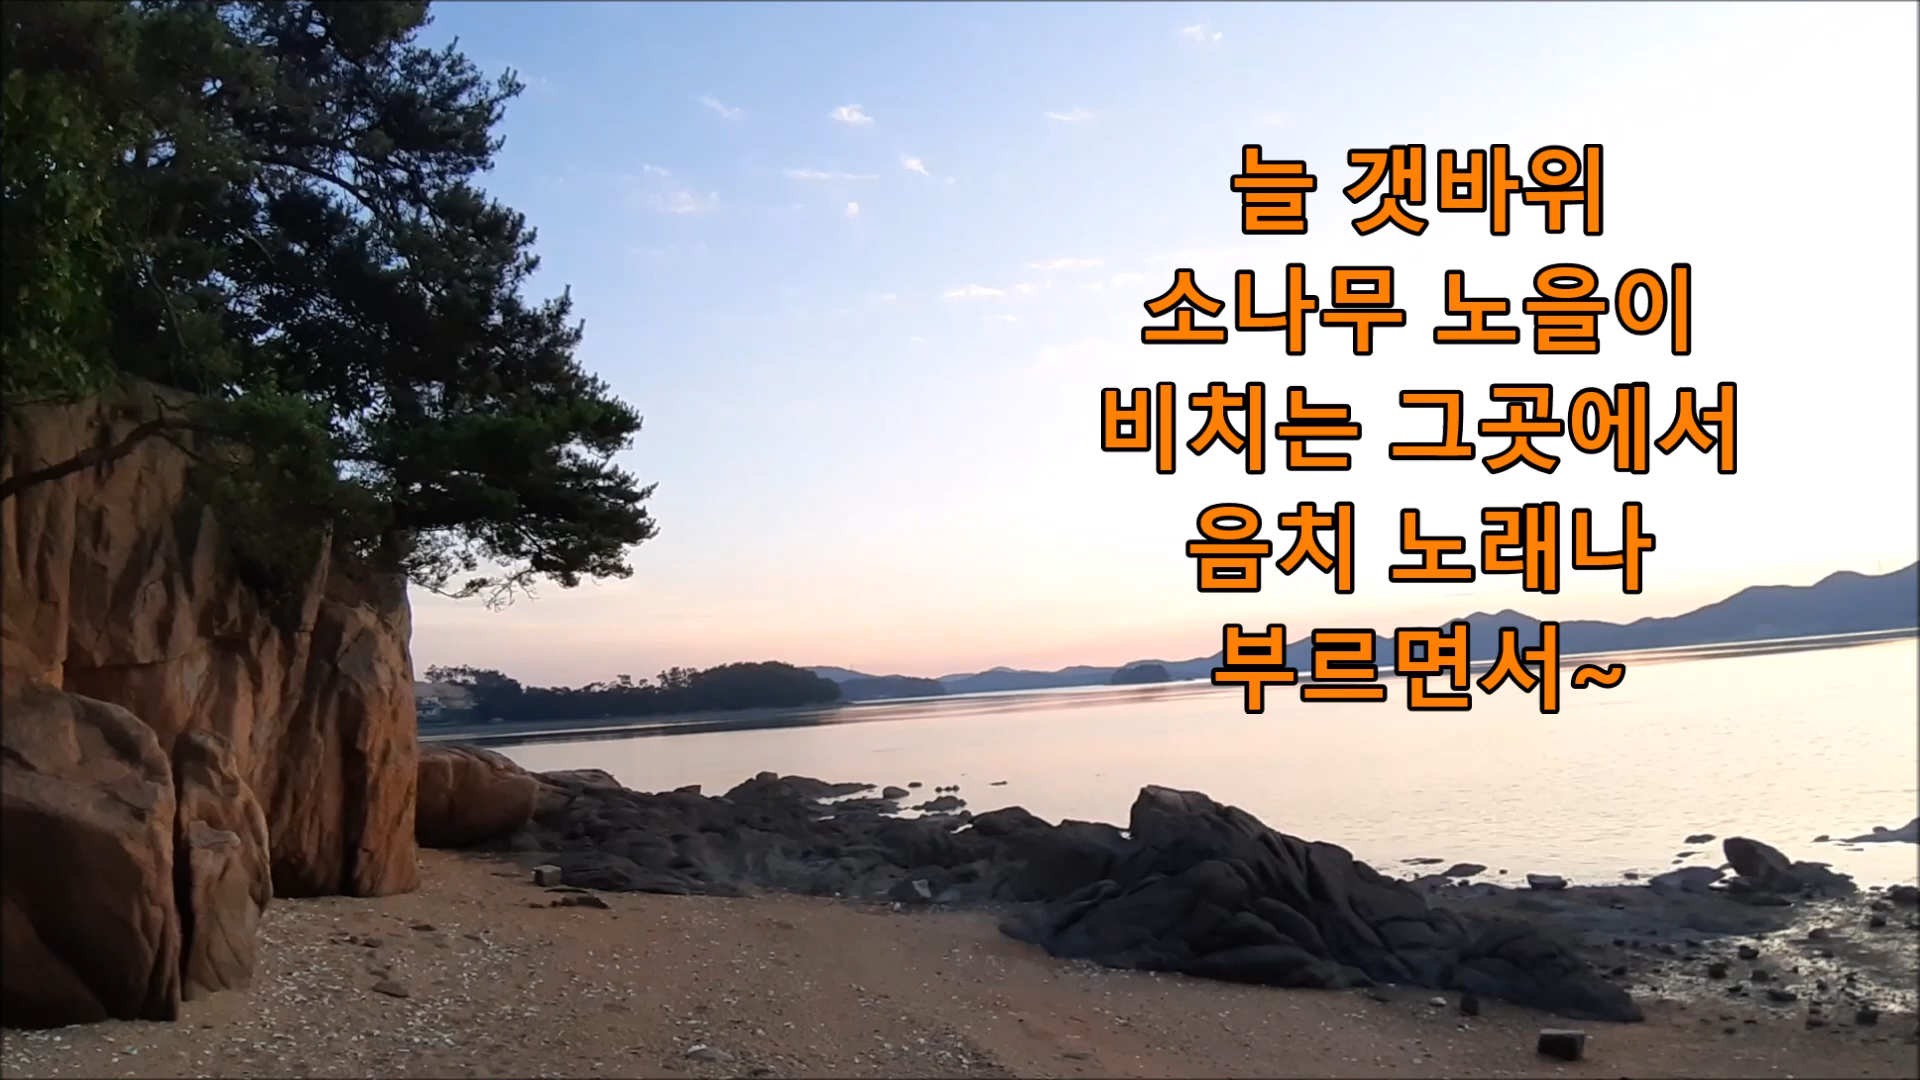 늘 갯바위
소나무 노을이
비치는 그곳에서
음치 노래나
부르면서~